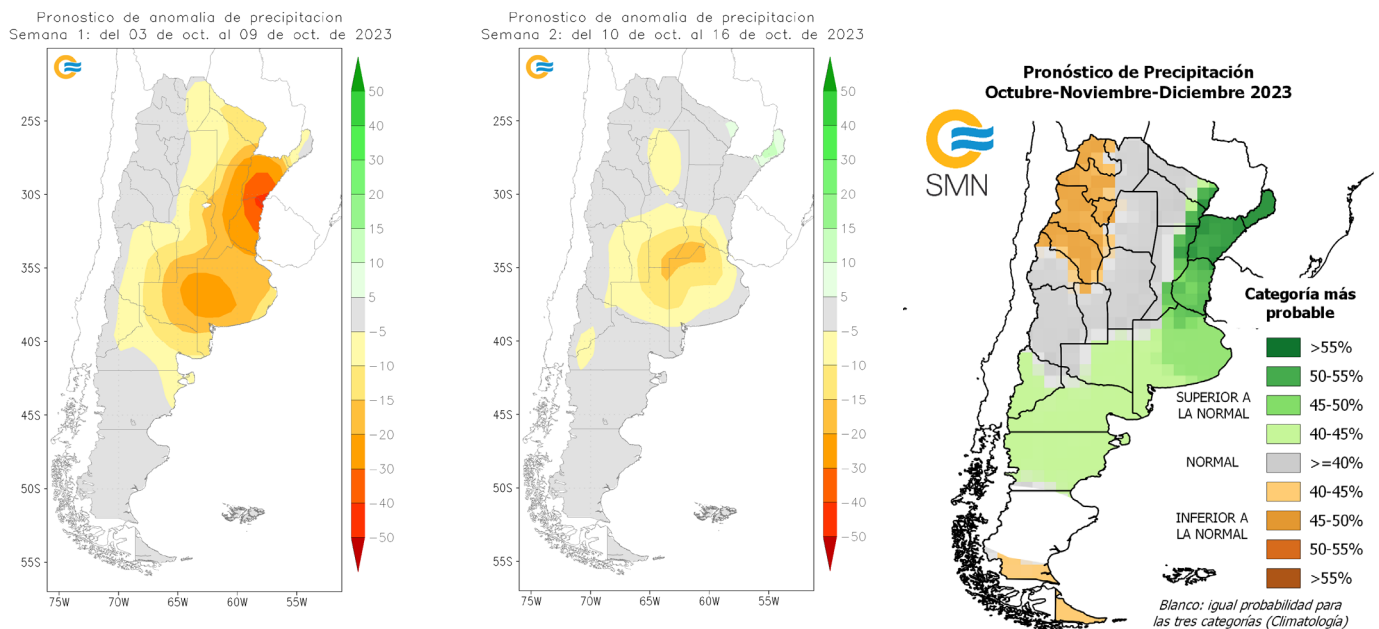 Pronostico de anomalia de precipitacion
Semana 1: del 03 de oct. al 09 de oct. de 2023
50
40
30
20
15
10
5
-5
-10
-15
-20
-30
-40
-50
25S
30S
35S
40S
45S
50S
55S
75W
70W
65W
60W
55W
Pronostico de anomalia de precipitacion
Semana 2: del 10 de oct. al 16 de oct. de 2023
50
40
30
20
15
10
5
-5
-10
-15
-20
-30
-40
-50
25S
30S
35S
40S
45S
50S
55S
75W
70W
65W
60W
55W
Pronóstico de Precipitación
Octubre-Noviembre-Diciembre 2023
SMN
Categoría más
probable
>55%
50-55%
SUPERIOR A
LA NORMAL
45-50%
40-45%
NORMAL
>=40%
40-45%
INFERIOR A
LA NORMAL
45-50%
50-55%
>55%
Blanco: igual probabilidad para
las tres categorías (Climatología)